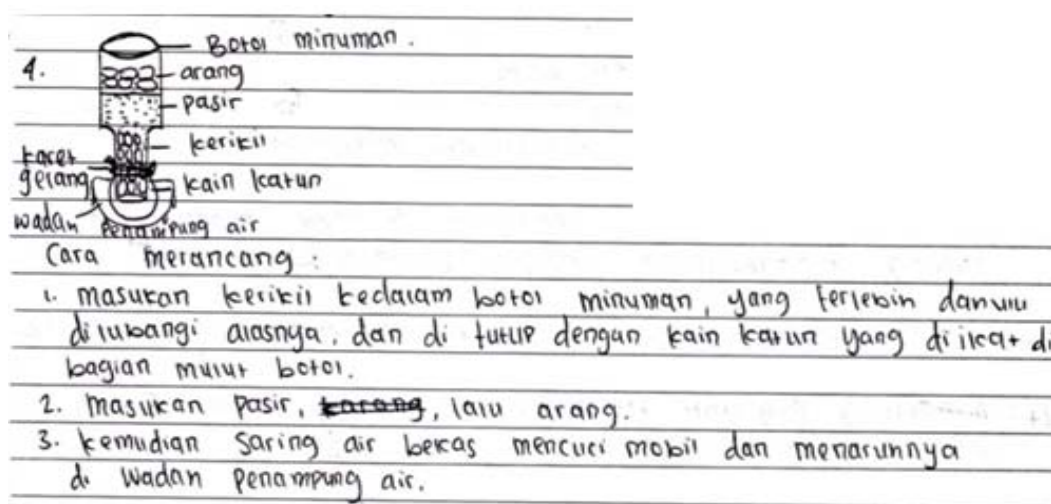 Botol minuman.
4.
arang
pasir
kerikil
karet
gelang
kain katun
wadah penampung air
Cara merancang :
1. masukan kerikil kedalam botol minuman, yang terlebih dahulu
dilubangi alasnya, dan di tutup dengan kain katun yang di ikat di
bagian mulut botol.
2. masukan pasir, karang, lalu arang.
3. kemudian saring air bekas mencuci mobil dan menaruhnya
di wadah penampung air.